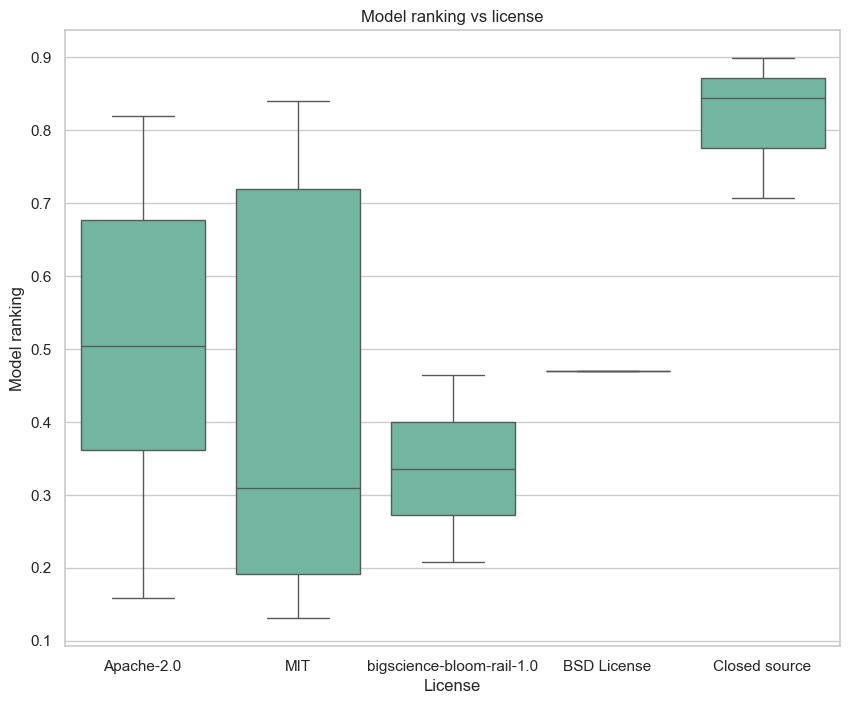 Model ranking vs license
Model ranking
0.9
0.8
0.7
0.6
0.5
0.4
0.3
0.2
0.1
Apache-2.0
MIT
bigscience-bloom-rail-1.0
BSD License
Closed source
License